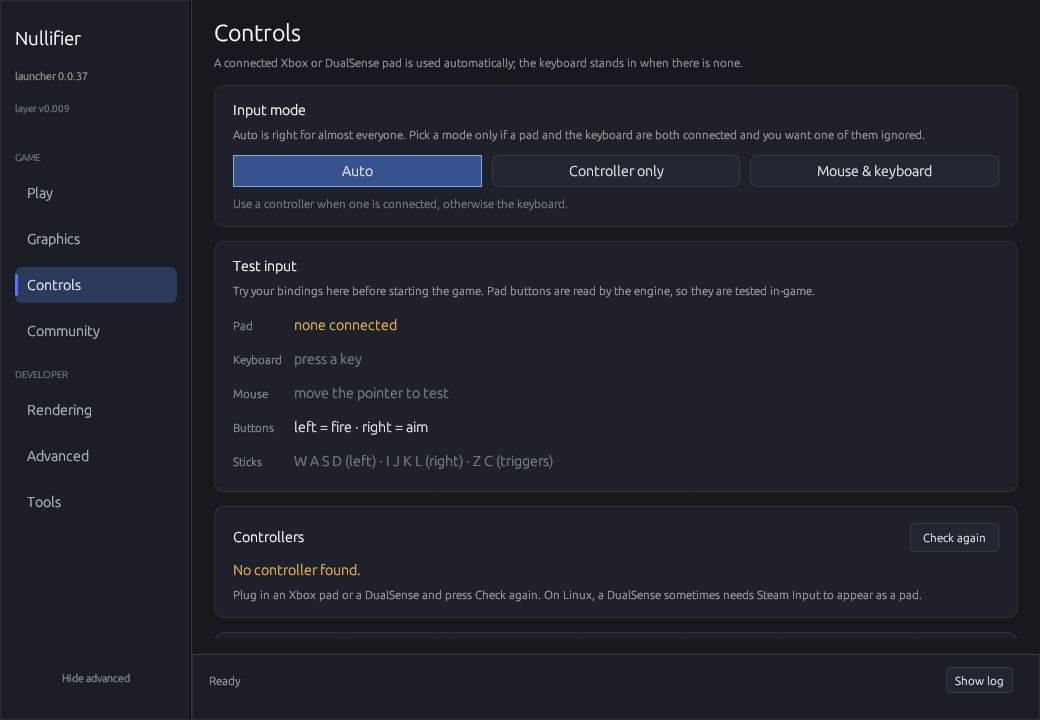 Nullifier
launcher 0.0.37
layer v0.009
GAME
Play
Graphics
Controls
Community
DEVELOPER
Rendering
Advanced
Tools
Hide advanced
Controls
A connected Xbox or DualSense pad is used automatically; the keyboard stands in when there is none.
Input mode
Auto is right for almost everyone. Pick a mode only if a pad and the keyboard are both connected and you want one of them ignored.
Auto
Controller only
Mouse & keyboard
Use a controller when one is connected, otherwise the keyboard.
Test input
Try your bindings here before starting the game. Pad buttons are read by the engine, so they are tested in-game.
Pad none connected
Keyboard press a key
Mouse move the pointer to test
Buttons left = fire · right = aim
Sticks W A S D (left) · I J K L (right) · Z C (triggers)
Controllers
Check again
No controller found.
Plug in an Xbox pad or a DualSense and press Check again. On Linux, a DualSense sometimes needs Steam Input to appear as a pad.
Ready
Show log